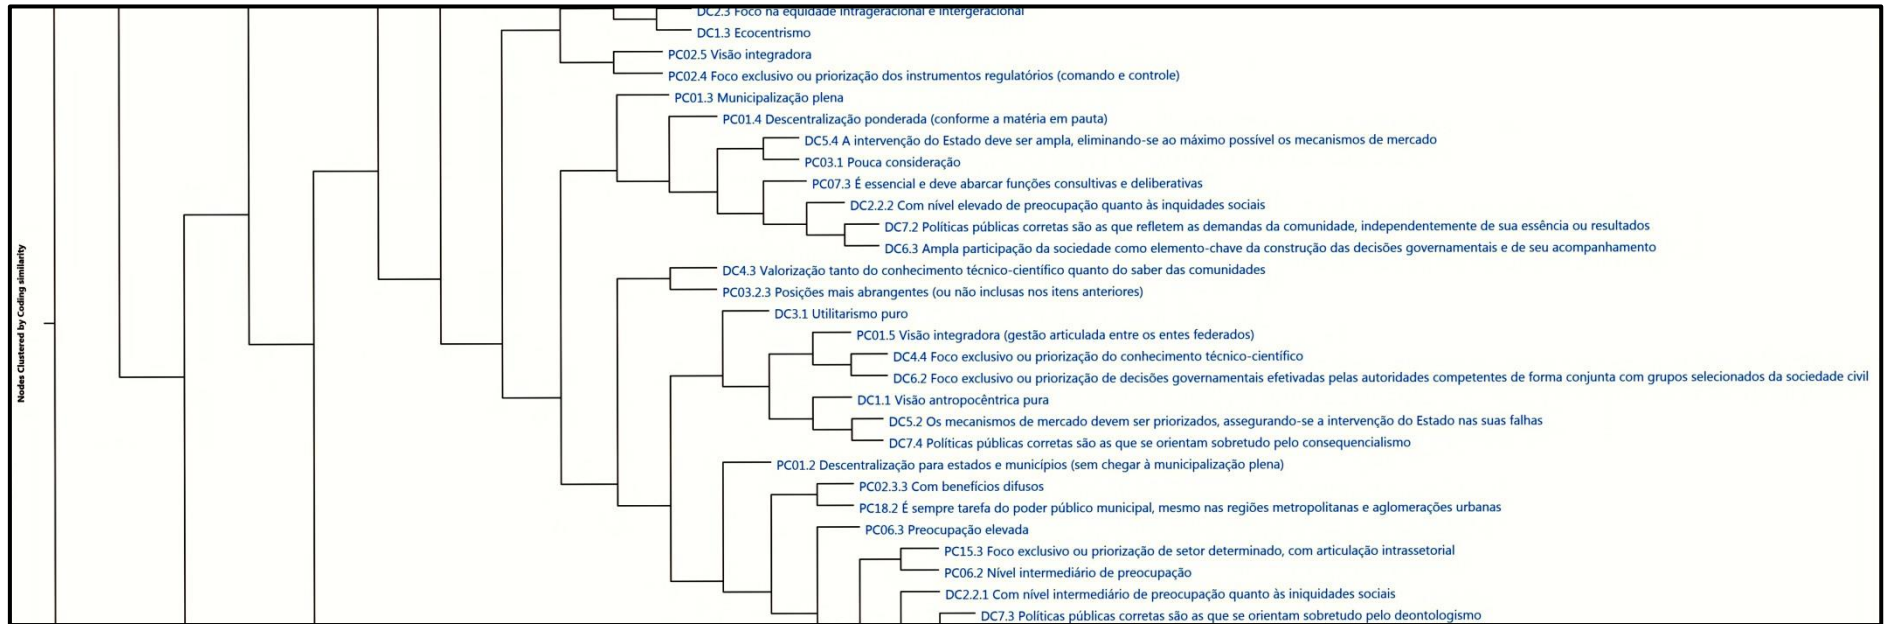 DC2.3 Foco na equidade intrageracional e intergeracional
DC1.3 Ecocentrismo
PC02.5 Visão integradora
PC02.4 Foco exclusivo ou priorização dos instrumentos regulatórios (comando e controle)
PC01.3 Municipalização plena
PC01.4 Descentralização ponderada (conforme a matéria em pauta)
DC5.4 A intervenção do Estado deve ser ampla, eliminando-se ao máximo possível os mecanismos de mercado
PC03.1 Pouca consideração
PC07.3 É essencial e deve abarcar funções consultivas e deliberativas
DC2.2.2 Com nível elevado de preocupação quanto às inquidades sociais
DC7.2 Políticas públicas corretas são as que refletem as demandas da comunidade, independentemente de sua essência ou resultados
DC6.3 Ampla participação da sociedade como elemento-chave da construção das decisões governamentais e de seu acompanhamento
DC4.3 Valorização tanto do conhecimento técnico-científico quanto do saber das comunidades
PC03.2.3 Posições mais abrangentes (ou não inclusas nos itens anteriores)
DC3.1 Utilitarismo puro
PC01.5 Visão integradora (gestão articulada entre os entes federados)
DC4.4 Foco exclusivo ou priorização do conhecimento técnico-científico
DC6.2 Foco exclusivo ou priorização de decisões governamentais efetivadas pelas autoridades competentes de forma conjunta com grupos selecionados da sociedade civil
DC1.1 Visão antropocêntrica pura
DC5.2 Os mecanismos de mercado devem ser priorizados, assegurando-se a intervenção do Estado nas suas falhas
DC7.4 Políticas públicas corretas são as que se orientam sobretudo pelo consequencialismo
PC01.2 Descentralização para estados e municípios (sem chegar à municipalização plena)
PC02.3.3 Com benefícios difusos
PC18.2 É sempre tarefa do poder público municipal, mesmo nas regiões metropolitanas e aglomerações urbanas
PC06.3 Preocupação elevada
PC15.3 Foco exclusivo ou priorização de setor determinado, com articulação intrassetorial
PC06.2 Nível intermediário de preocupação
DC2.2.1 Com nível intermediário de preocupação quanto às iniquidades sociais
DC7.3 Políticas públicas corretas são as que se orientam sobretudo pelo deontologismo
Nodes Clustered by Coding similarity